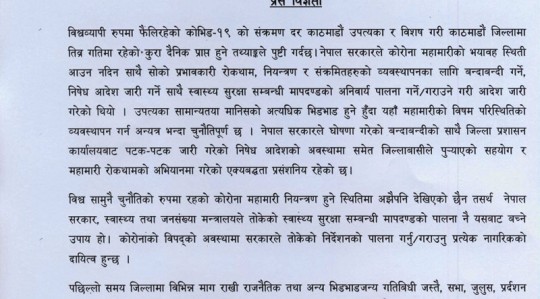 प्रेस विज्ञप्ती
विश्वव्यापी रुपमा फैलिरहेको कोभिड-१९ को संक्रमण दर काठमाडौं उपत्यका र विशेष गरी काठमाडौं जिल्लामा
तिब्र गतिमा रहेको कुरा दैनिक प्राप्त हुने तथ्याङ्कले पुष्टी गर्दछ। नेपाल सरकारले कोरोना महामारीको भयावह स्थिती
आउन नदिन साथै सोको प्रभावकारी रोकथाम, नियन्त्रण र संक्रमितहरुको व्यवस्थापनका लागि बन्दाबन्दी गर्ने,
निषेध आदेश जारी गर्ने साथै स्वास्थ्य सुरक्षा सम्बन्धी मापदण्डको अनिवार्य पालना गर्ने/गराउने गरी आदेश जारी
गरेको थियो । उपत्यका सामान्यतया मानिसको अत्यधिक भिडभाड हुने हुँदा यहाँ महामारीको विषम परिस्थितिको
व्यवस्थापन गर्न अन्यत्र भन्दा चुनौतिपूर्ण छ । नेपाल सरकारले घोषणा गरेको बन्दाबन्दीको साथै जिल्ला प्रशासन
कार्यालयबाट पटक-पटक जारी गरेको निषेध आदेशको अवस्थामा समेत जिल्लाबासीले पुर्‍याएको सहयोग र
महामारी रोकथामको अभियानमा गरेको एक्यबद्धता प्रसंशनिय रहेको छ।
विश्व सामुनै चुनौतिको रुपमा रहको कोरोना महामारी नियन्त्रण हुने स्थितिमा अझैपनि देखिएको छैन तसर्थ नेपाल
सरकार, स्वास्थ्य तथा जनसंख्या मन्त्रालयले तोकेको स्वास्थ्य सुरक्षा सम्बन्धी मापदण्डको पालना नै यसबाट बच्ने
उपाय हो। कोरोनाको विपद्को अवस्थामा सरकारले तोकेको निर्देशनको पालना गर्नु/गराउनु प्रत्येक नागरिकको
दायित्व हुन्छ ।
पछिल्लो समय जिल्लामा विभिन्न माग राखी राजनैतिक तथा अन्य भिडभाडजन्य गतिविधी जस्तै, सभा, जुलुस, प्रर्दशन